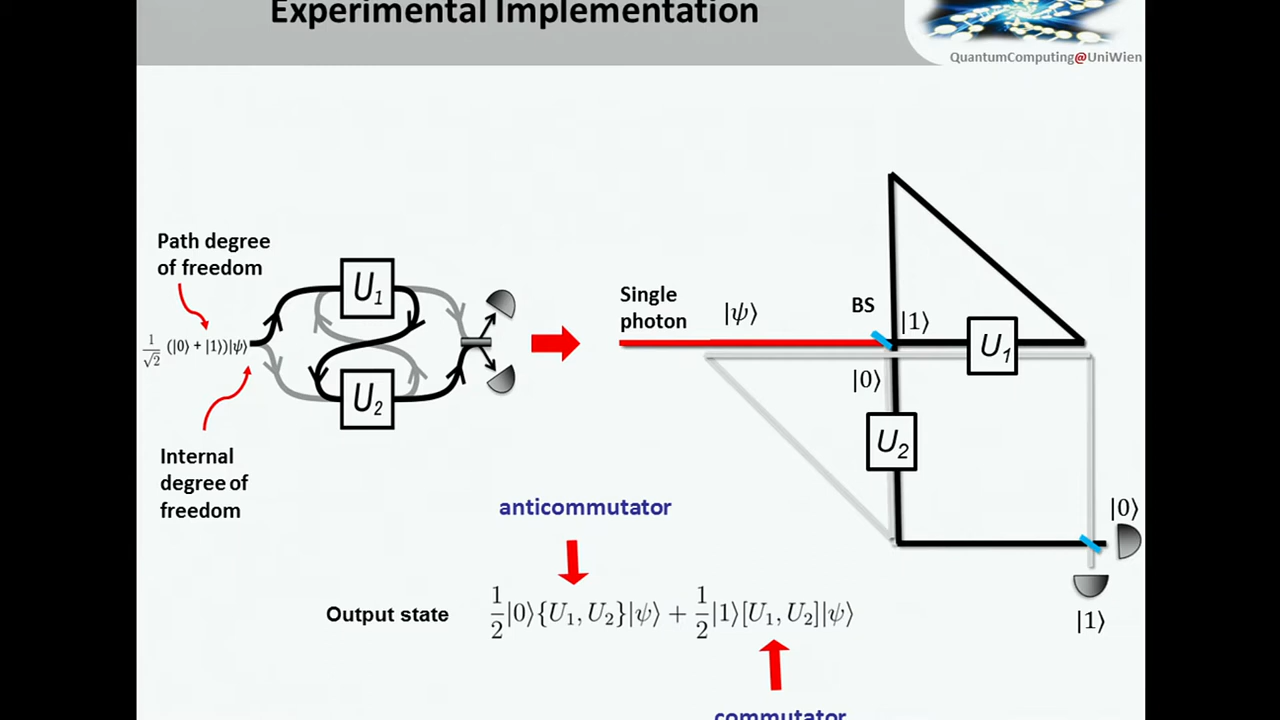 Experimental Implementation
QuantumComputing@UniWien
Path degree
of freedom
1/√2 (|0⟩ + |1⟩)|ψ⟩
Internal
degree of
freedom
U1
U2
Single
photon
|ψ⟩
BS
|1⟩
U1
|0⟩
U2
|0⟩
|1⟩
anticommutator
Output state
1/2|0⟩{U1, U2}|ψ⟩ + 1/2|1⟩[U1, U2]|ψ⟩
commutator